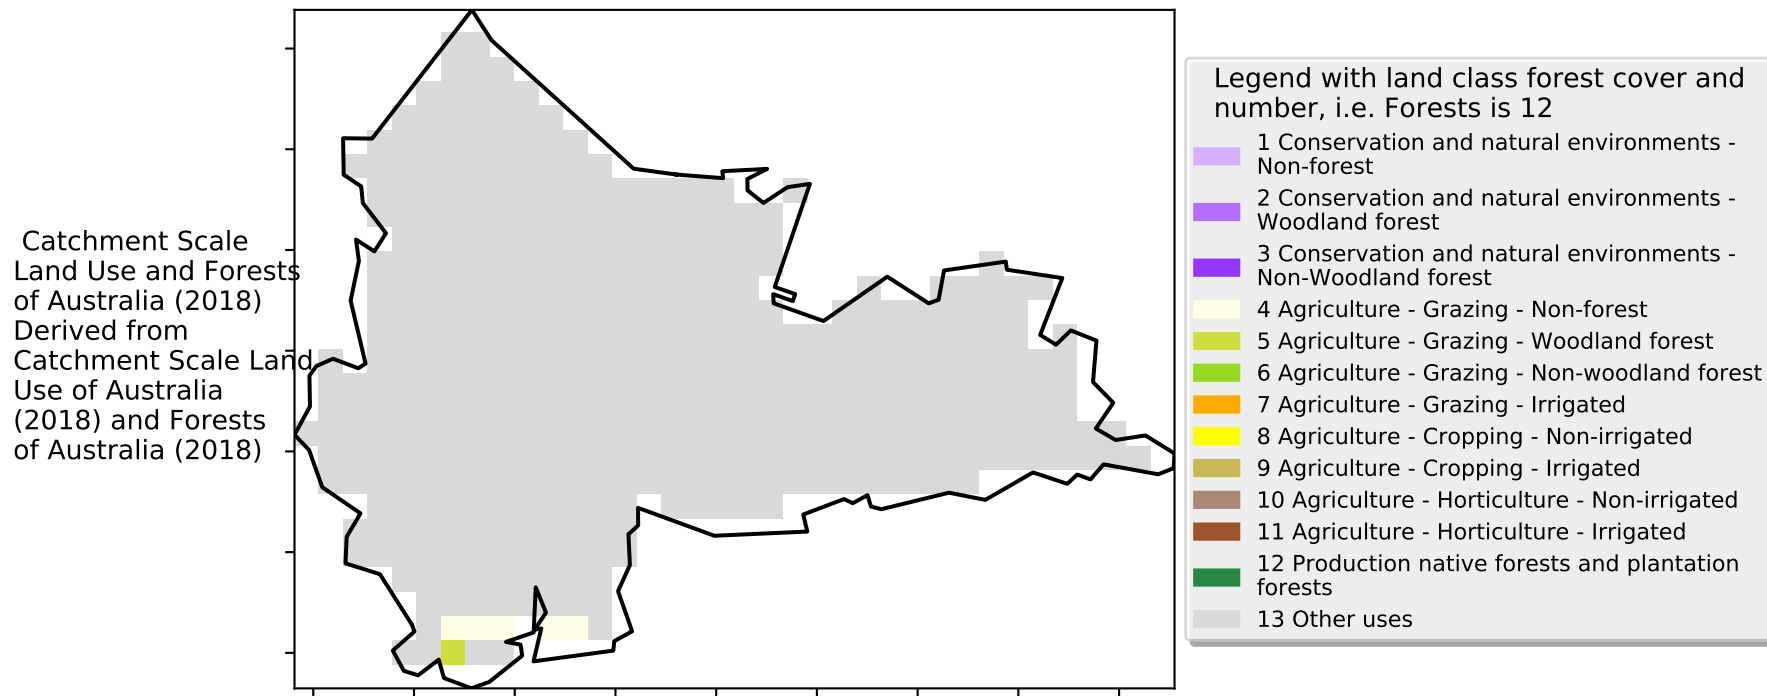 Catchment Scale
Land Use and Forests
of Australia (2018)
Derived from
Catchment Scale Land
Use of Australia
(2018) and Forests
of Australia (2018)
Legend with land class forest cover and
number, i.e. Forests is 12
1 Conservation and natural environments -
Non-forest
2 Conservation and natural environments -
Woodland forest
3 Conservation and natural environments -
Non-Woodland forest
4 Agriculture - Grazing - Non-forest
5 Agriculture - Grazing - Woodland forest
6 Agriculture - Grazing - Non-woodland forest
7 Agriculture - Grazing - Irrigated
8 Agriculture - Cropping - Non-irrigated
9 Agriculture - Cropping - Irrigated
10 Agriculture - Horticulture - Non-irrigated
11 Agriculture - Horticulture - Irrigated
12 Production native forests and plantation
forests
13 Other uses